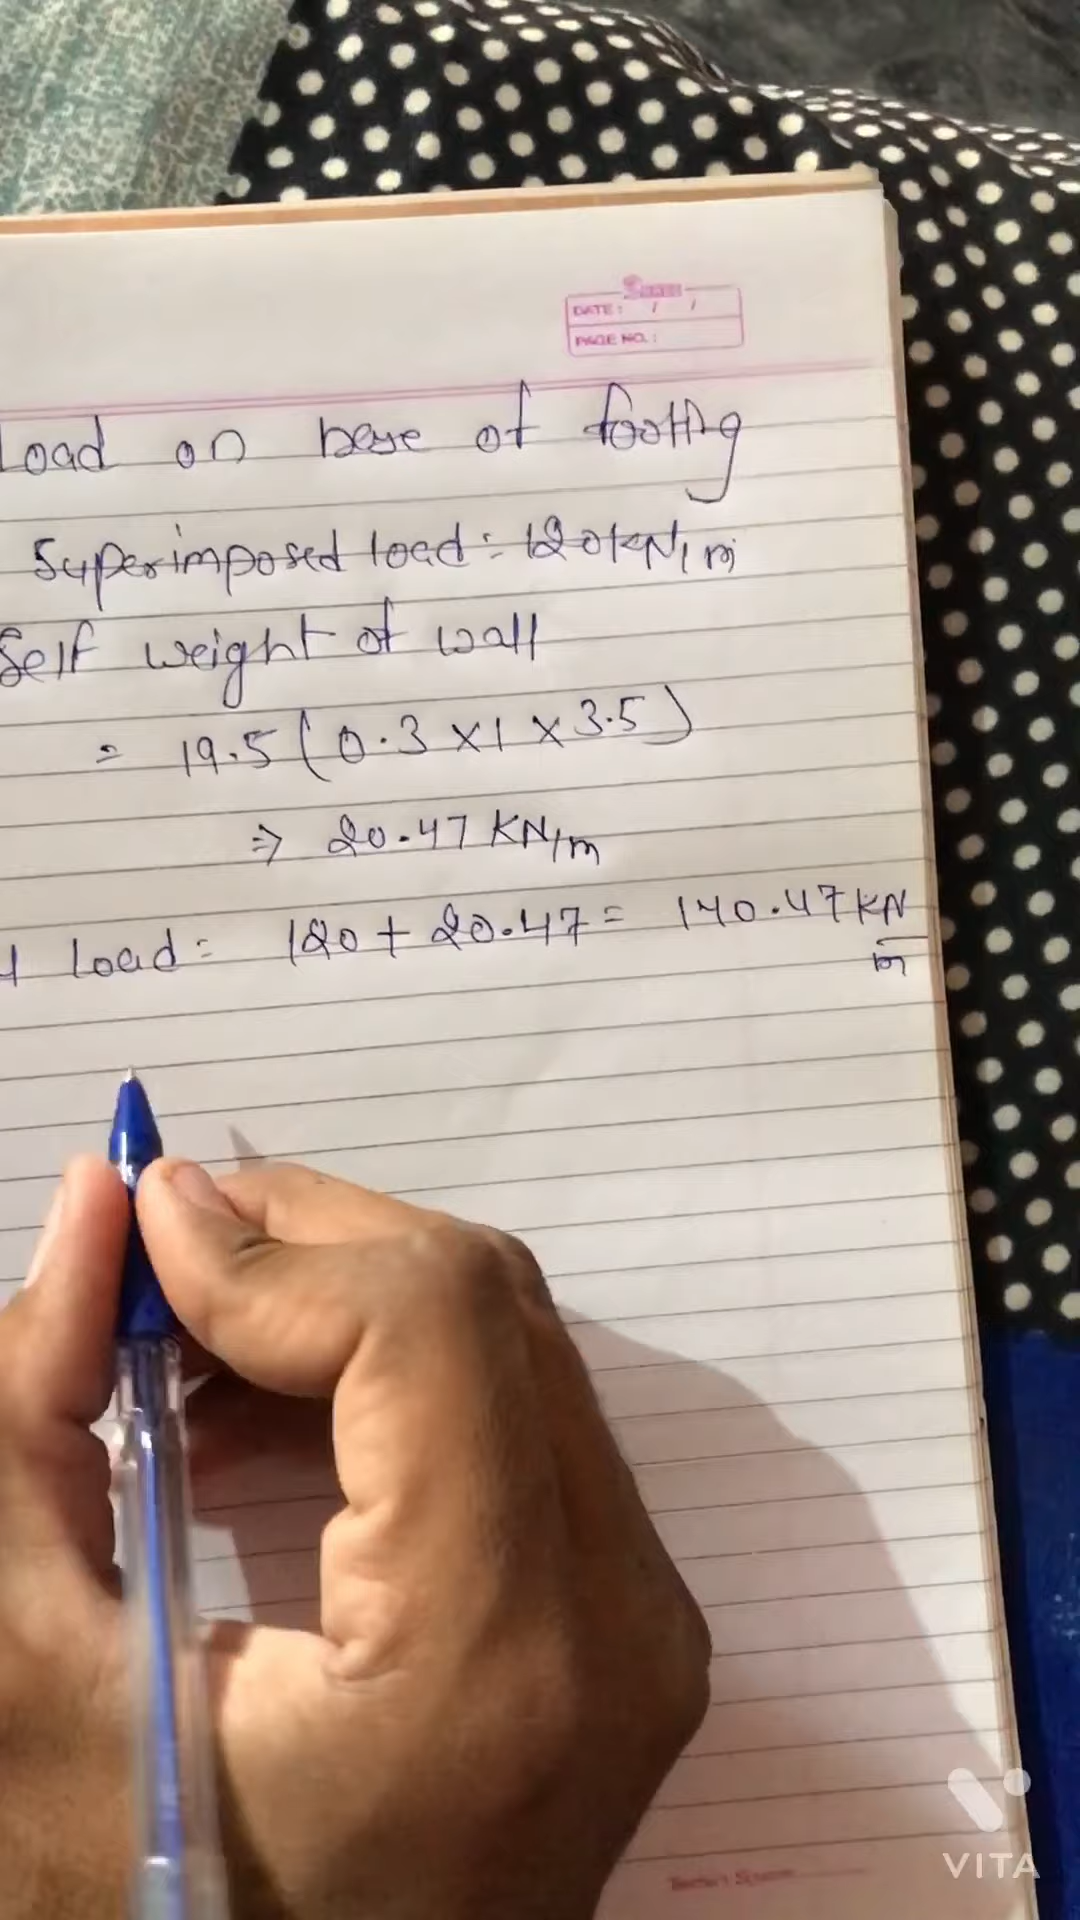 DATE: / /
PAGE NO.:
Load on base of footing
Superimposed load = 120 KN/m
Self weight of wall
= 19.5 (0.3 × 1 × 3.5)
⇒ 20.47 KN/m
load = 120 + 20.47 = 140.47 KN/m
VITA